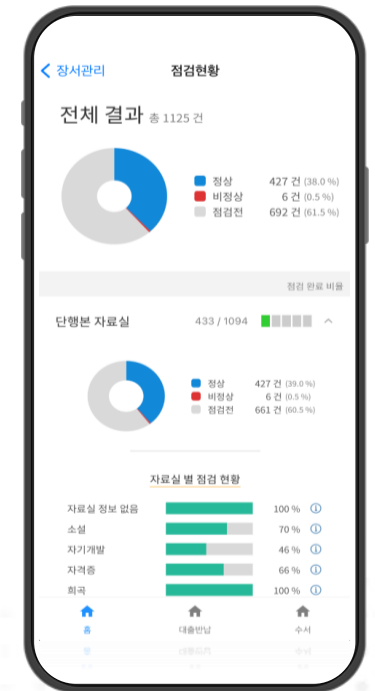 장서관리
점검현황
전체 결과 총 1125 건
정상 427 건 (38.0 %)
비정상 6 건 (0.5 %)
점검전 692 건 (61.5 %)
점검 완료 비율
단행본 자료실 433 / 1094
정상 427 건 (39.0 %)
비정상 6 건 (0.5 %)
점검전 661 건 (60.5 %)
자료실 별 점검 현황
자료실 정보 없음 100 %
소설 70 %
자기개발 46 %
자격증 66 %
희곡 100 %
홈 대출반납 수서